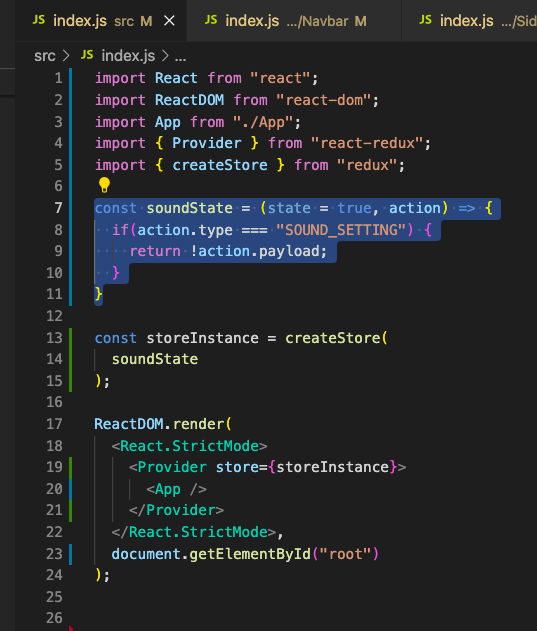 JS index.js src M × JS index.js .../Navbar M JS index.js .../Sid
src > JS index.js > ...
1 import React from "react";
2 import ReactDOM from "react-dom";
3 import App from "./App";
4 import { Provider } from "react-redux";
5 import { createStore } from "redux";
6
7 const soundState = (state = true, action) => {
8 if(action.type === "SOUND_SETTING") {
9 return !action.payload;
10 }
11 }
12
13 const storeInstance = createStore(
14 soundState
15 );
16
17 ReactDOM.render(
18 <React.StrictMode>
19 <Provider store={storeInstance}>
20 <App />
21 </Provider>
22 </React.StrictMode>,
23 document.getElementById("root")
24 );
25
26